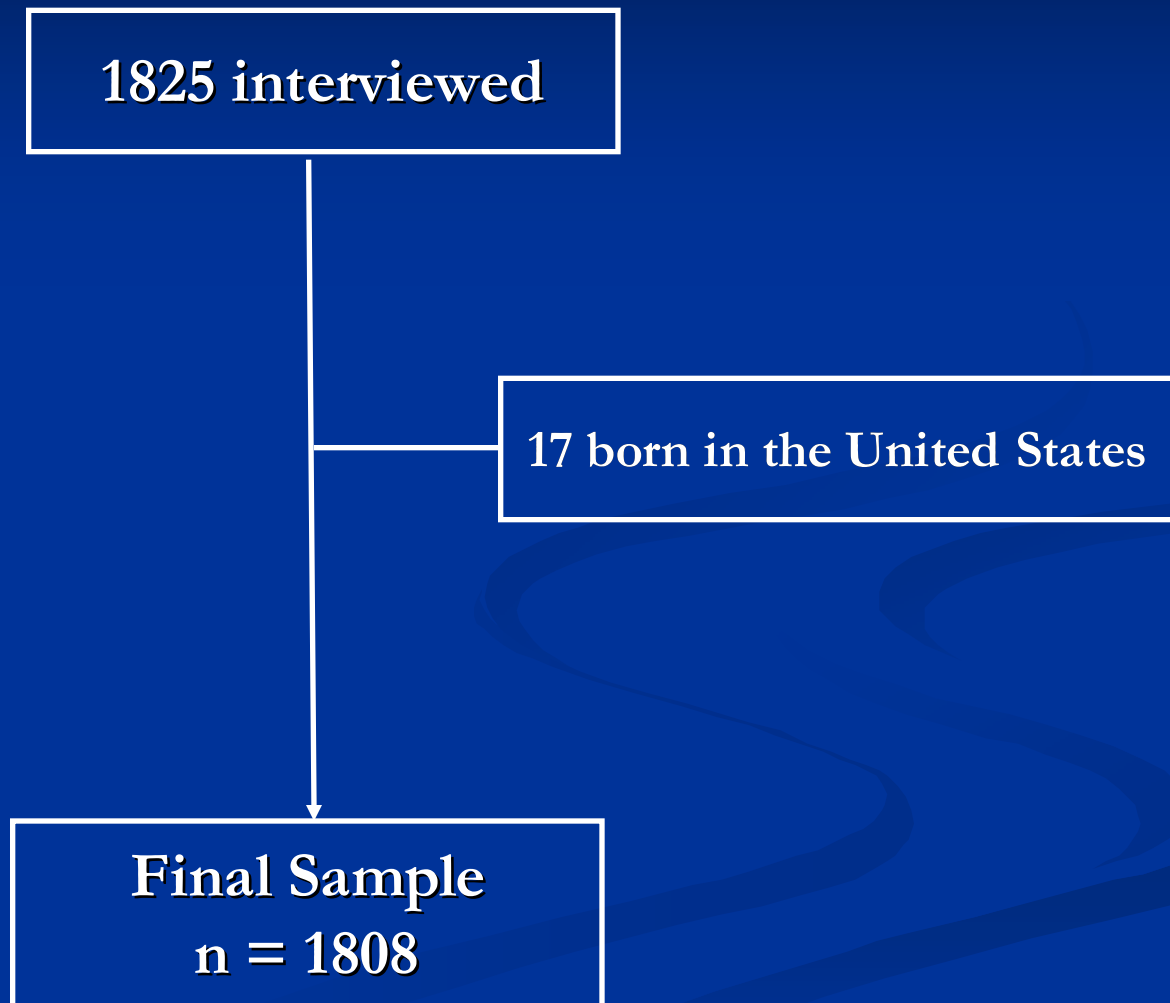 1825 interviewed
17 born in the United States
Final Sample
n = 1808